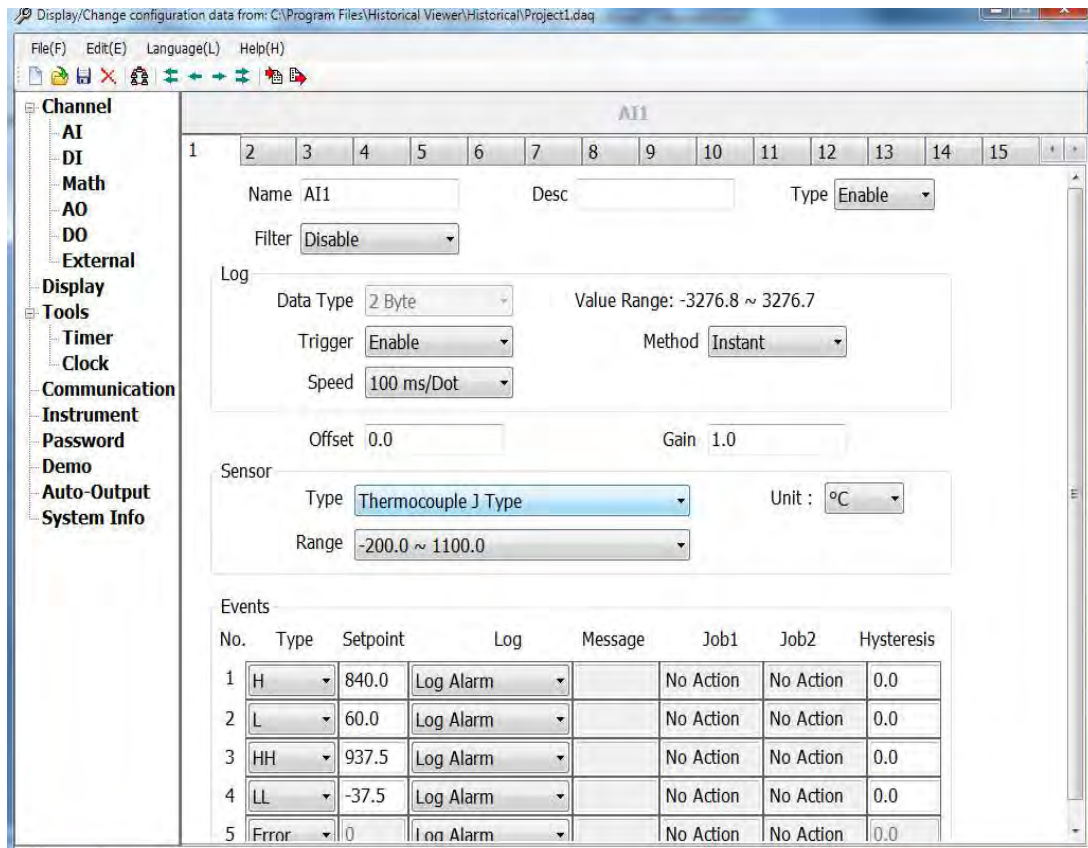 Display/Change configuration data from: C:\Program Files\Historical Viewer\Historical\Project1.daq
File(F) Edit(E) Language(L) Help(H)
Channel
AI
DI
Math
AO
DO
External
Display
Tools
Timer
Clock
Communication
Instrument
Password
Demo
Auto-Output
System Info
AI1
1 2 3 4 5 6 7 8 9 10 11 12 13 14 15
Name AI1 Desc Type Enable
Filter Disable
Log
Data Type 2 Byte Value Range: -3276.8 ~ 3276.7
Trigger Enable Method Instant
Speed 100 ms/Dot
Offset 0.0 Gain 1.0
Sensor
Type Thermocouple J Type Unit : ºC
Range -200.0 ~ 1100.0
Events
No. Type Setpoint Log Message Job1 Job2 Hysteresis
1 H 840.0 Log Alarm No Action No Action 0.0
2 L 60.0 Log Alarm No Action No Action 0.0
3 HH 937.5 Log Alarm No Action No Action 0.0
4 LL -37.5 Log Alarm No Action No Action 0.0
5 Error 0 Log Alarm No Action No Action 0.0